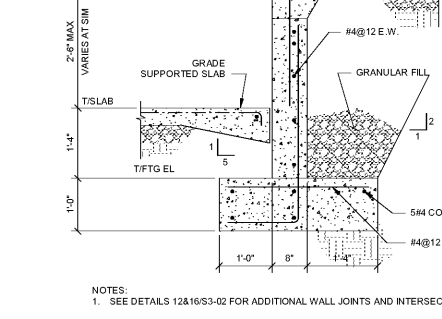 2'-6" MAX
VARIES AT SIM
#4@12 E.W.
GRADE
SUPPORTED SLAB
GRANULAR FILL
T/SLAB
1
2
1
5
1'-4"
T/FTG EL
1'-0"
5#4 CO
#4@12
1'-0"
8"
1'-4"
NOTES:
1. SEE DETAILS 12&16/S3-02 FOR ADDITIONAL WALL JOINTS AND INTERSEC